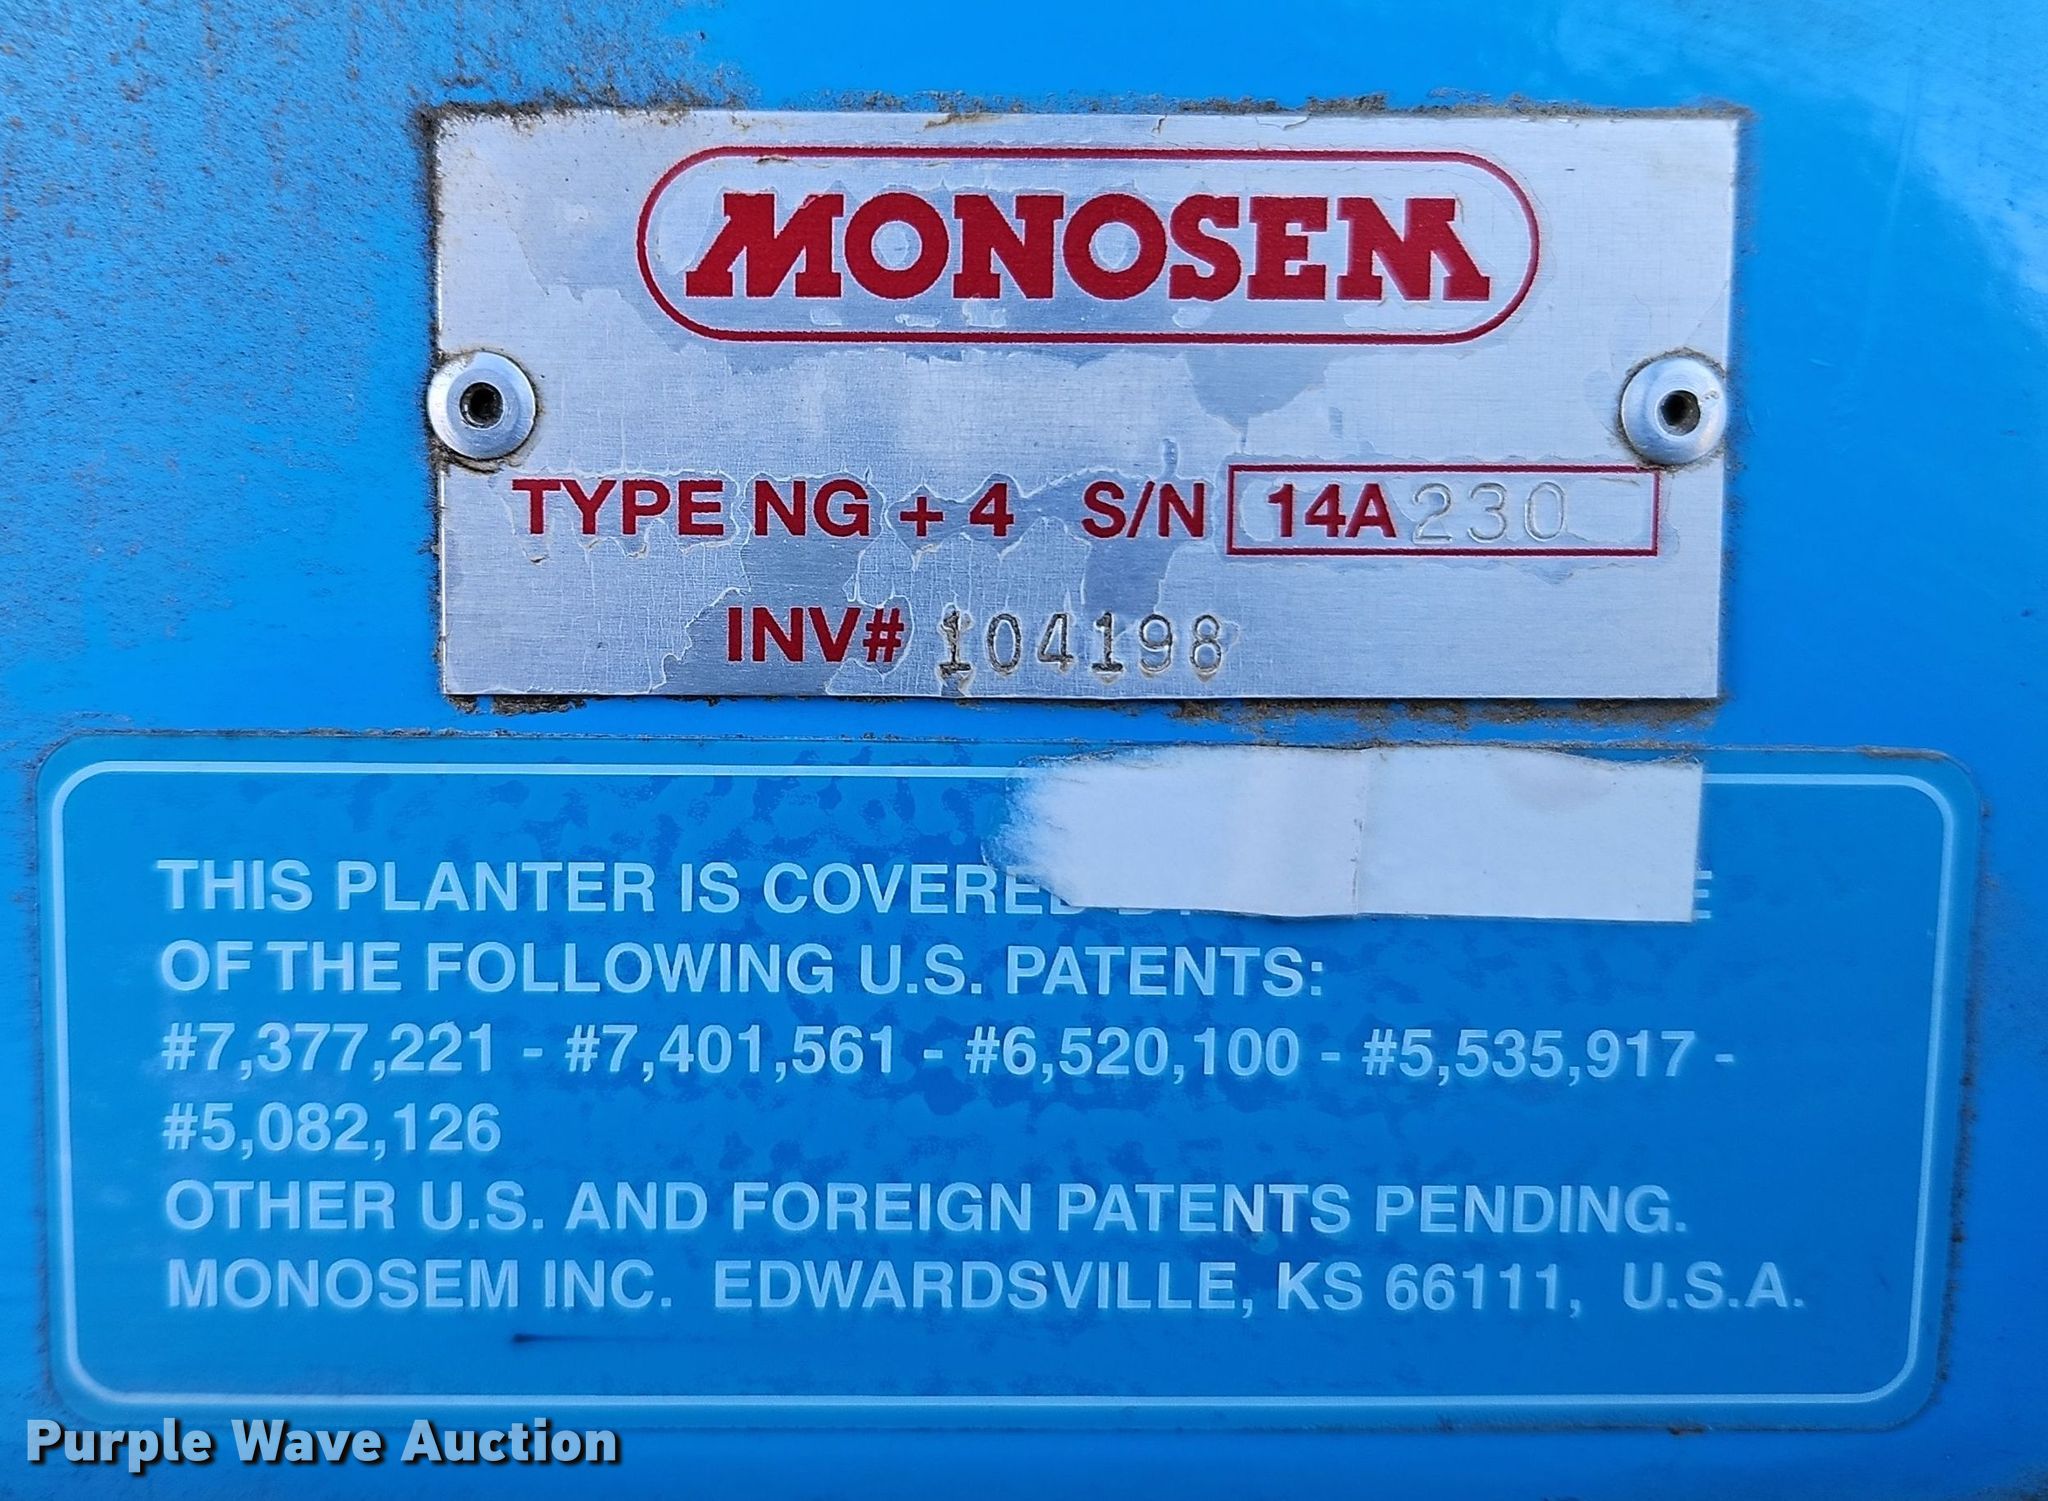 MONOSEM
TYPE NG + 4 S/N 14A230
INV# 104198
THIS PLANTER IS COVERED
OF THE FOLLOWING U.S. PATENTS:
#7,377,221 - #7,401,561 - #6,520,100 - #5,535,917 -
#5,082,126
OTHER U.S. AND FOREIGN PATENTS PENDING.
MONOSEM INC. EDWARDSVILLE, KS 66111, U.S.A.
Purple Wave Auction